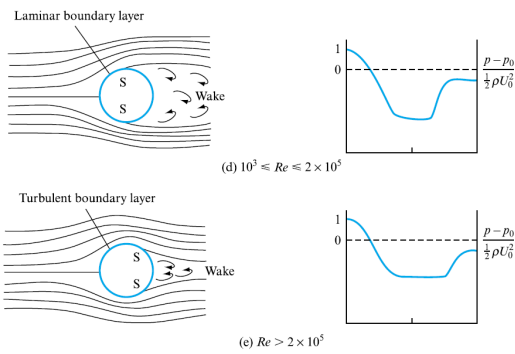 Laminar boundary layer
S
S
Wake
1
0
p – p₀
½ρU₀²
(d) 10³ ⩽ Re ⩽ 2 × 10⁵
Turbulent boundary layer
S
S
Wake
1
0
p – p₀
½ρU₀²
(e) Re > 2 × 10⁵